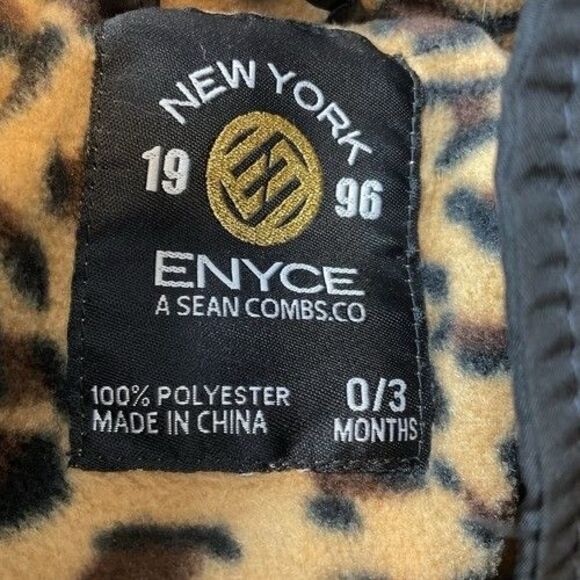 NEW YORK
19 96
ENYCE
A SEAN COMBS.CO
100% POLYESTER
MADE IN CHINA
0/3
MONTHS